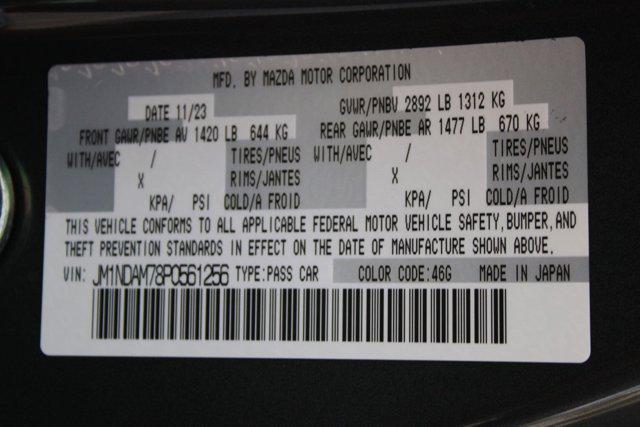 MFD. BY MAZDA MOTOR CORPORATION
DATE 11/23 GVWR/PNBV 2892 LB 1312 KG
FRONT GAWR/PNBE AV 1420 LB 644 KG REAR GAWR/PNBE AR 1477 LB 670 KG
WITH/AVEC / TIRES/PNEUS WITH/AVEC / TIRES/PNEUS
X RIMS/JANTES X RIMS/JANTES
KPA/ PSI COLD/A FROID KPA/ PSI COLD/A FROID
THIS VEHICLE CONFORMS TO ALL APPLICABLE FEDERAL MOTOR VEHICLE SAFETY, BUMPER, AND
THEFT PREVENTION STANDARDS IN EFFECT ON THE DATE OF MANUFACTURE SHOWN ABOVE.
VIN: JM1NDAM78P0561256 TYPE:PASS CAR COLOR CODE:46G MADE IN JAPAN